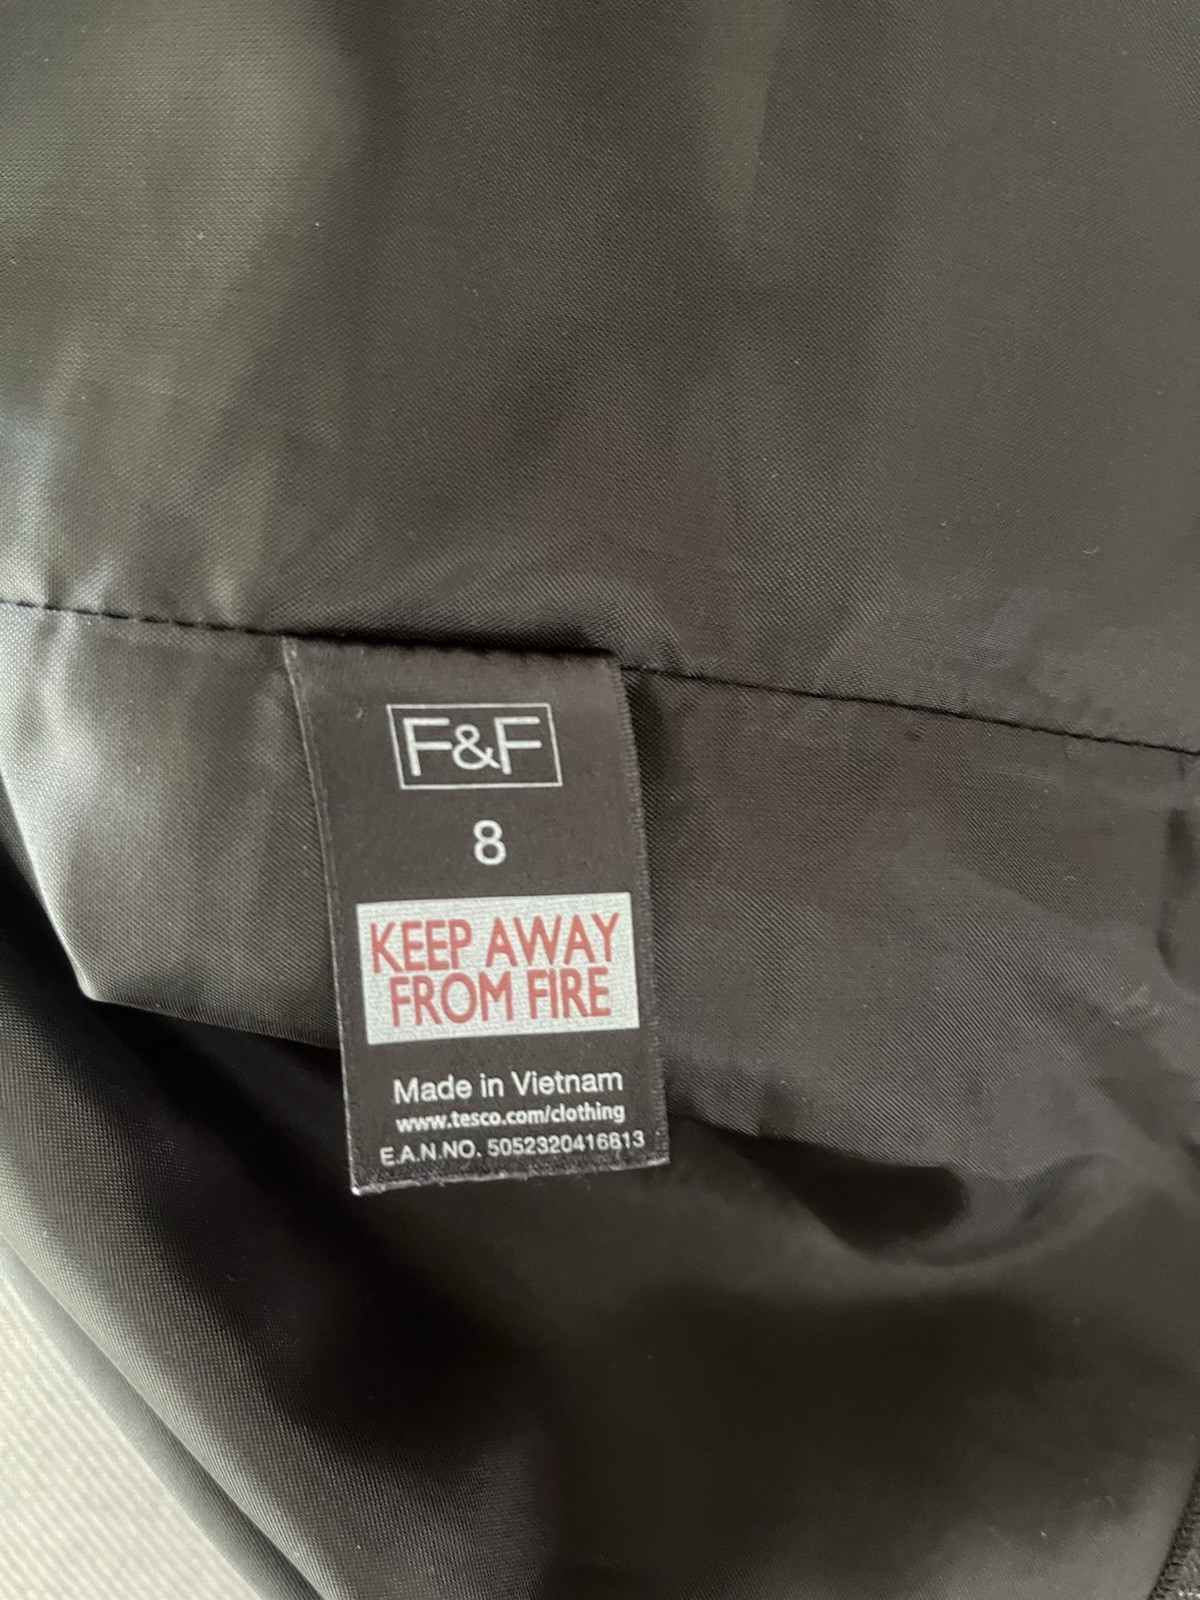 F&F
8
KEEP AWAY
FROM FIRE
Made in Vietnam
www.tesco.com/clothing
E.A.N.NO. 5052320416813